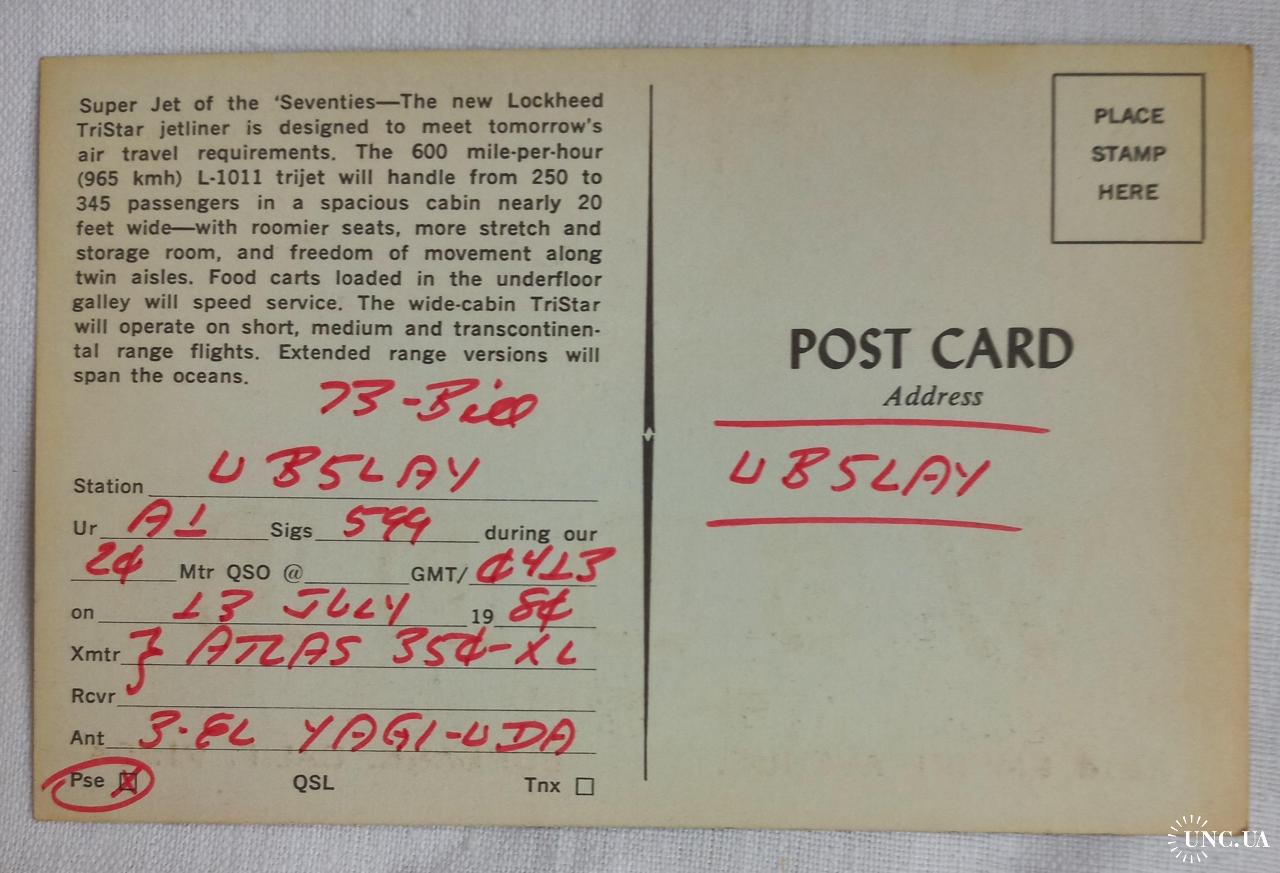 Super Jet of the ‘Seventies—The new Lockheed
TriStar jetliner is designed to meet tomorrow's
air travel requirements. The 600 mile-per-hour
(965 kmh) L-1011 trijet will handle from 250 to
345 passengers in a spacious cabin nearly 20
feet wide—with roomier seats, more stretch and
storage room, and freedom of movement along
twin aisles. Food carts loaded in the underfloor
galley will speed service. The wide-cabin TriStar
will operate on short, medium and transcontinen-
tal range flights. Extended range versions will
span the oceans.
73 - Bill
Station UB5LAY
Ur A1 Sigs 599 during our
20 Mtr QSO @ GMT/ 0413
on 13 JULY 19 80
Xmtr } ATLAS 350-XL
Rcvr
Ant 3-EL YAGI-UDA
Pse ☒ QSL Tnx ☐
PLACE
STAMP
HERE
POST CARD
Address
UB5LAY
UNC.UA